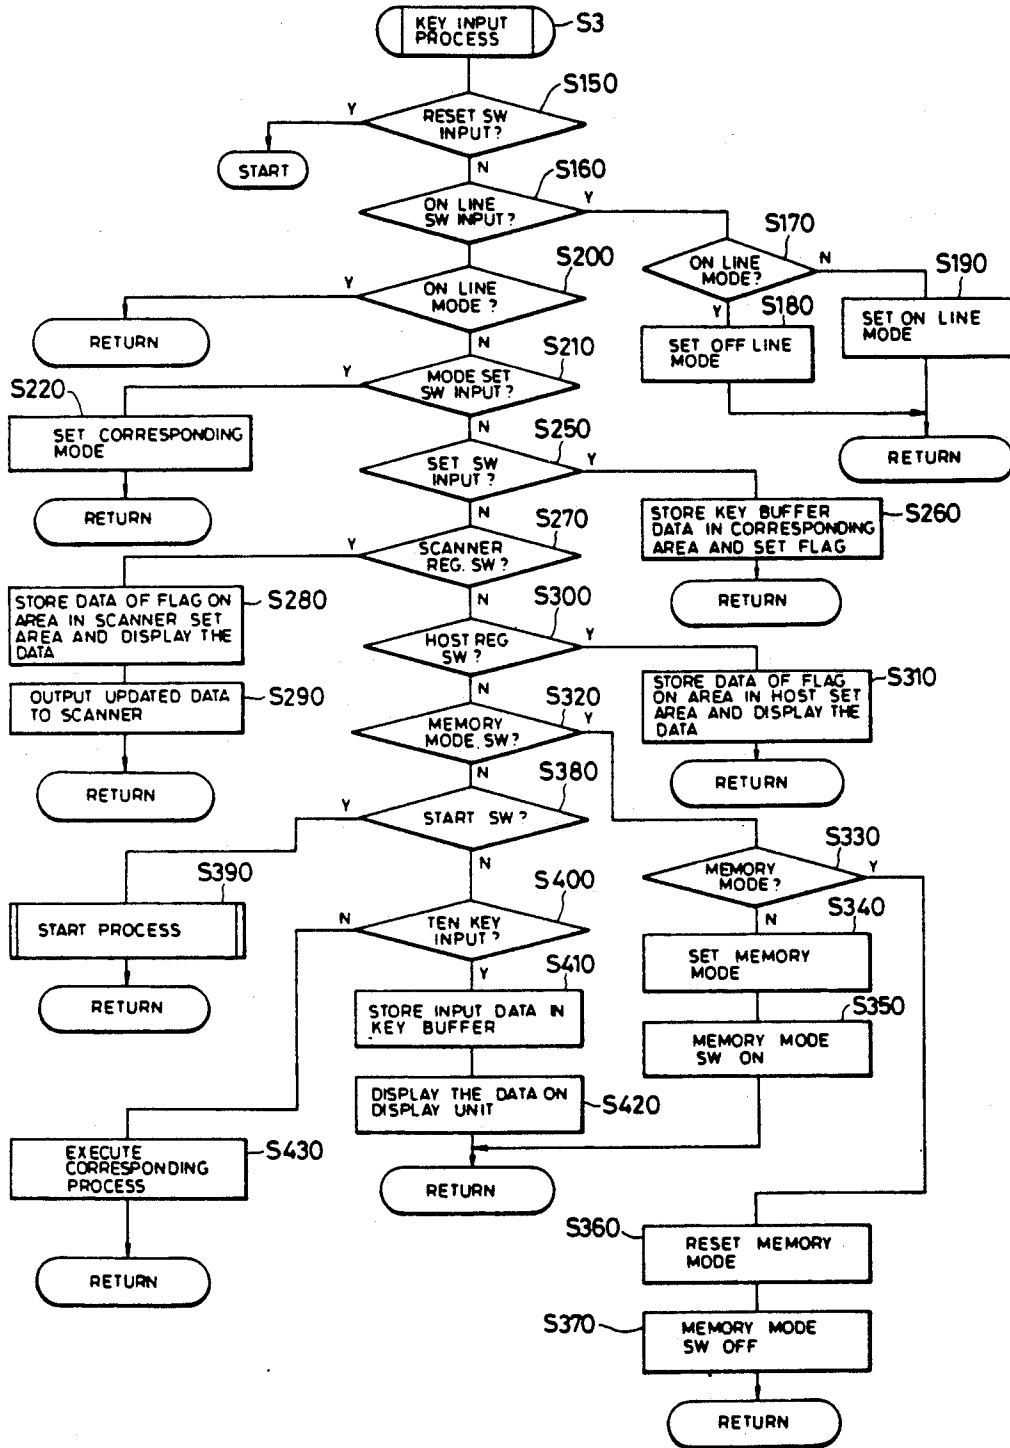 KEY INPUT
PROCESS
S3
S150
Y
RESET SW
INPUT?
START
N
S160
ON LINE
SW INPUT?
Y
S170
ON LINE
MODE?
N
S190
S200
Y
ON LINE
MODE ?
Y
S180
SET ON LINE
MODE
RETURN
SET OFF LINE
MODE
N
S210
Y
MODE SET
SW INPUT?
S220
SET CORRESPONDING
MODE
RETURN
N
S250
SET SW
INPUT ?
Y
STORE KEY BUFFER
DATA IN CORRESPONDING
AREA AND SET FLAG
S260
RETURN
N
S270
Y
SCANNER
REG. SW?
RETURN
STORE DATA OF FLAG ON
AREA IN SCANNER SET
AREA AND DISPLAY THE
DATA
S280
N
S300
HOST REG
SW ?
Y
OUTPUT UPDATED DATA
TO SCANNER
S290
STORE DATA OF FLAG
ON AREA IN HOST SET
AREA AND DISPLAY THE
DATA
S310
N
S320
MEMORY
MODE. SW?
Y
RETURN
RETURN
N
S380
Y
START SW ?
S330
MEMORY
MODE?
Y
S390
START PROCESS
N
S400
N
TEN KEY
INPUT ?
N
S340
SET MEMORY
MODE
RETURN
Y
S410
STORE INPUT DATA IN
KEY BUFFER
S350
MEMORY MODE
SW ON
DISPLAY THE DATA ON
DISPLAY UNIT
S420
EXECUTE
CORRESPONDING
PROCESS
S430
RETURN
S360
RESET MEMORY
MODE
RETURN
S370
MEMORY MODE
SW OFF
RETURN